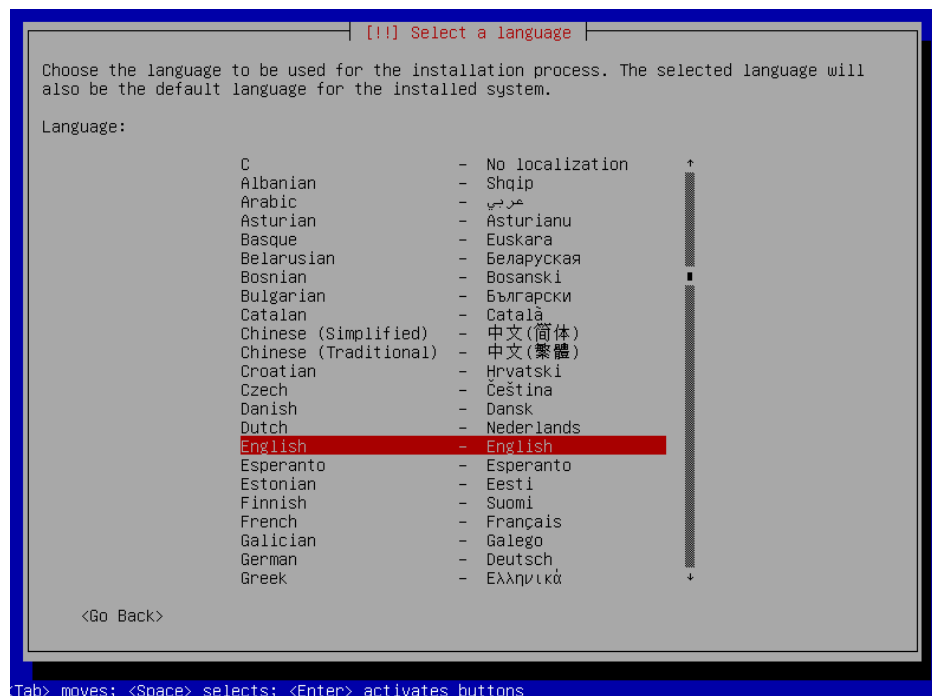 [!!] Select a language
Choose the language to be used for the installation process. The selected language will
also be the default language for the installed system.
Language:
C - No localization
Albanian - Shqip
Arabic - عربي
Asturian - Asturianu
Basque - Euskara
Belarusian - Беларуская
Bosnian - Bosanski
Bulgarian - Български
Catalan - Català
Chinese (Simplified) - 中文(简体)
Chinese (Traditional) - 中文(繁體)
Croatian - Hrvatski
Czech - Čeština
Danish - Dansk
Dutch - Nederlands
English - English
Esperanto - Esperanto
Estonian - Eesti
Finnish - Suomi
French - Français
Galician - Galego
German - Deutsch
Greek - Ελληνικά
<Go Back>
<Tab> moves; <Space> selects; <Enter> activates buttons